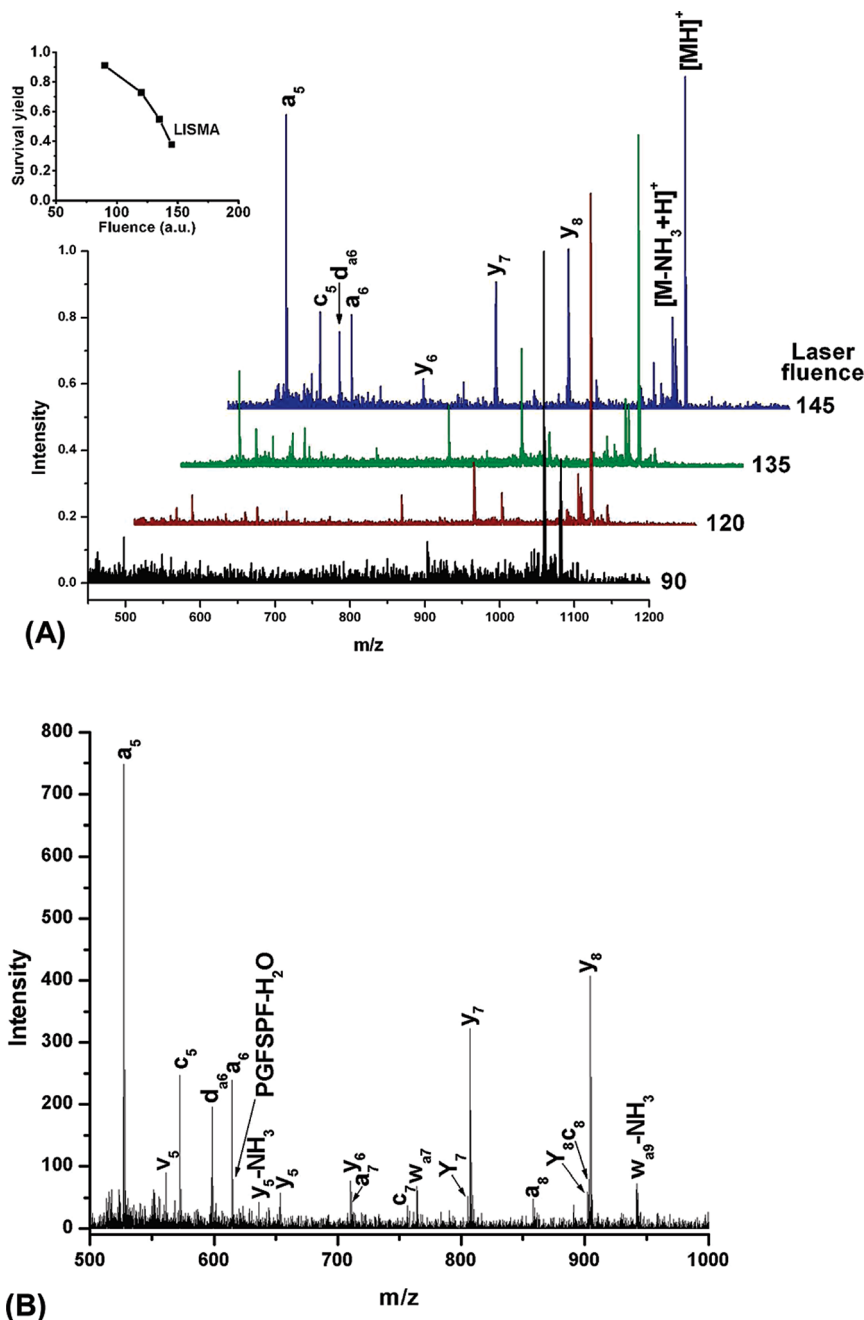 1.0
0.8
0.6
0.4
0.2
0.0
Survival yield
50 100 150 200
Fluence (a.u.)
LISMA
a5
c5
da6
a6
y6
y7
y8
[M-NH3+H]+
[MH]+
Laser
fluence
145
135
120
90
1.0
0.8
0.6
0.4
0.2
0.0
Intensity
500 600 700 800 900 1000 1100 1200
m/z
(A)
800
700
600
500
400
300
200
100
0
Intensity
a5
v5
c5
da6
a6
PGFSPF-H2O
y5-NH3
y5
y6
a7
c7
wa7
Y7
y7
a8
Y8
c8
y8
wa9-NH3
500 600 700 800 900 1000
m/z
(B)